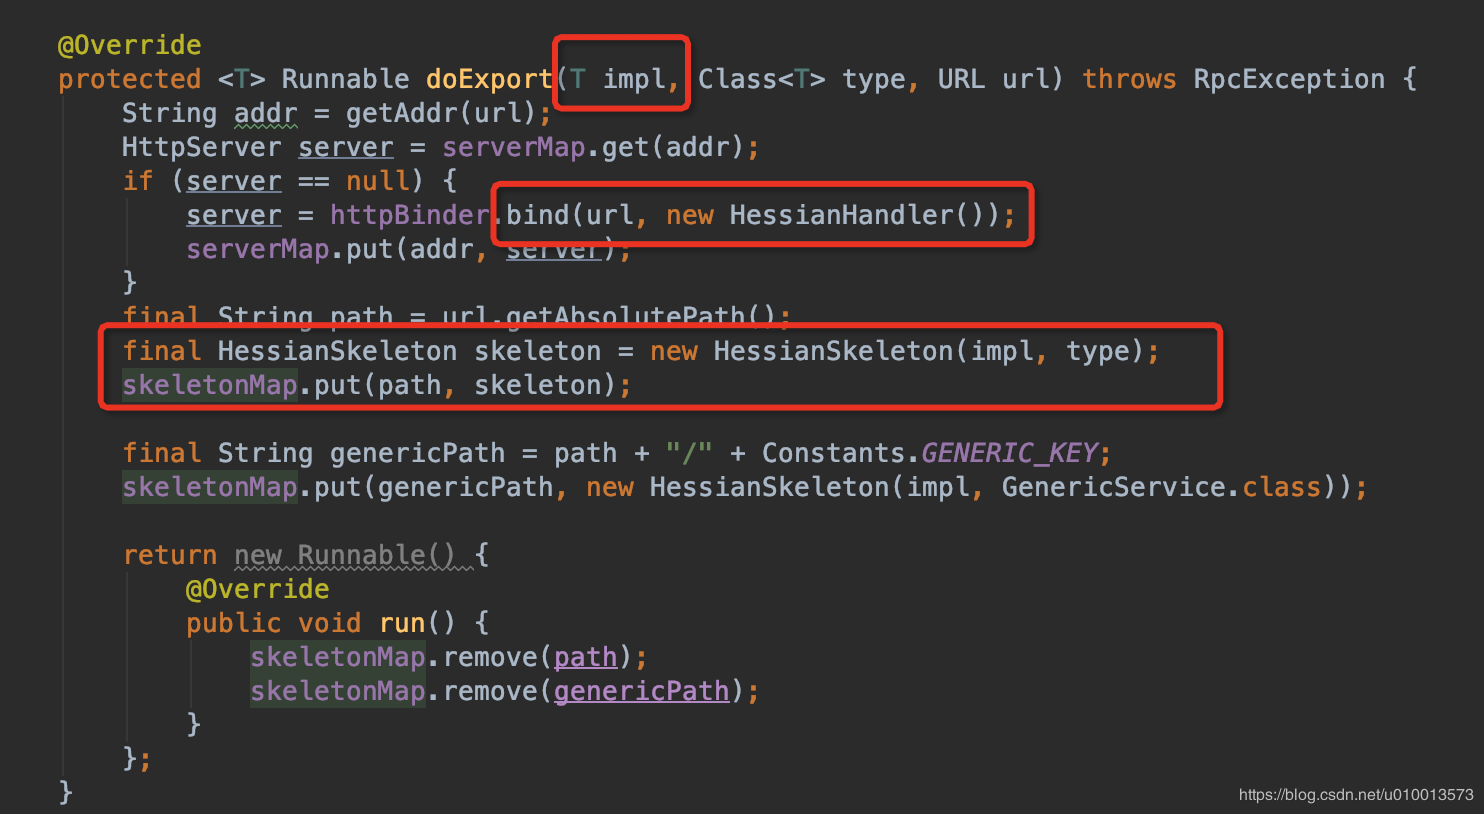 @Override
protected <T> Runnable doExport(T impl, Class<T> type, URL url) throws RpcException {
String addr = getAddr(url);
HttpServer server = serverMap.get(addr);
if (server == null) {
server = httpBinder.bind(url, new HessianHandler());
serverMap.put(addr, server);
}
final String path = url.getAbsolutePath();
final HessianSkeleton skeleton = new HessianSkeleton(impl, type);
skeletonMap.put(path, skeleton);
final String genericPath = path + "/" + Constants.GENERIC_KEY;
skeletonMap.put(genericPath, new HessianSkeleton(impl, GenericService.class));
return new Runnable() {
@Override
public void run() {
skeletonMap.remove(path);
skeletonMap.remove(genericPath);
}
};
}
https://blog.csdn.net/u010013573